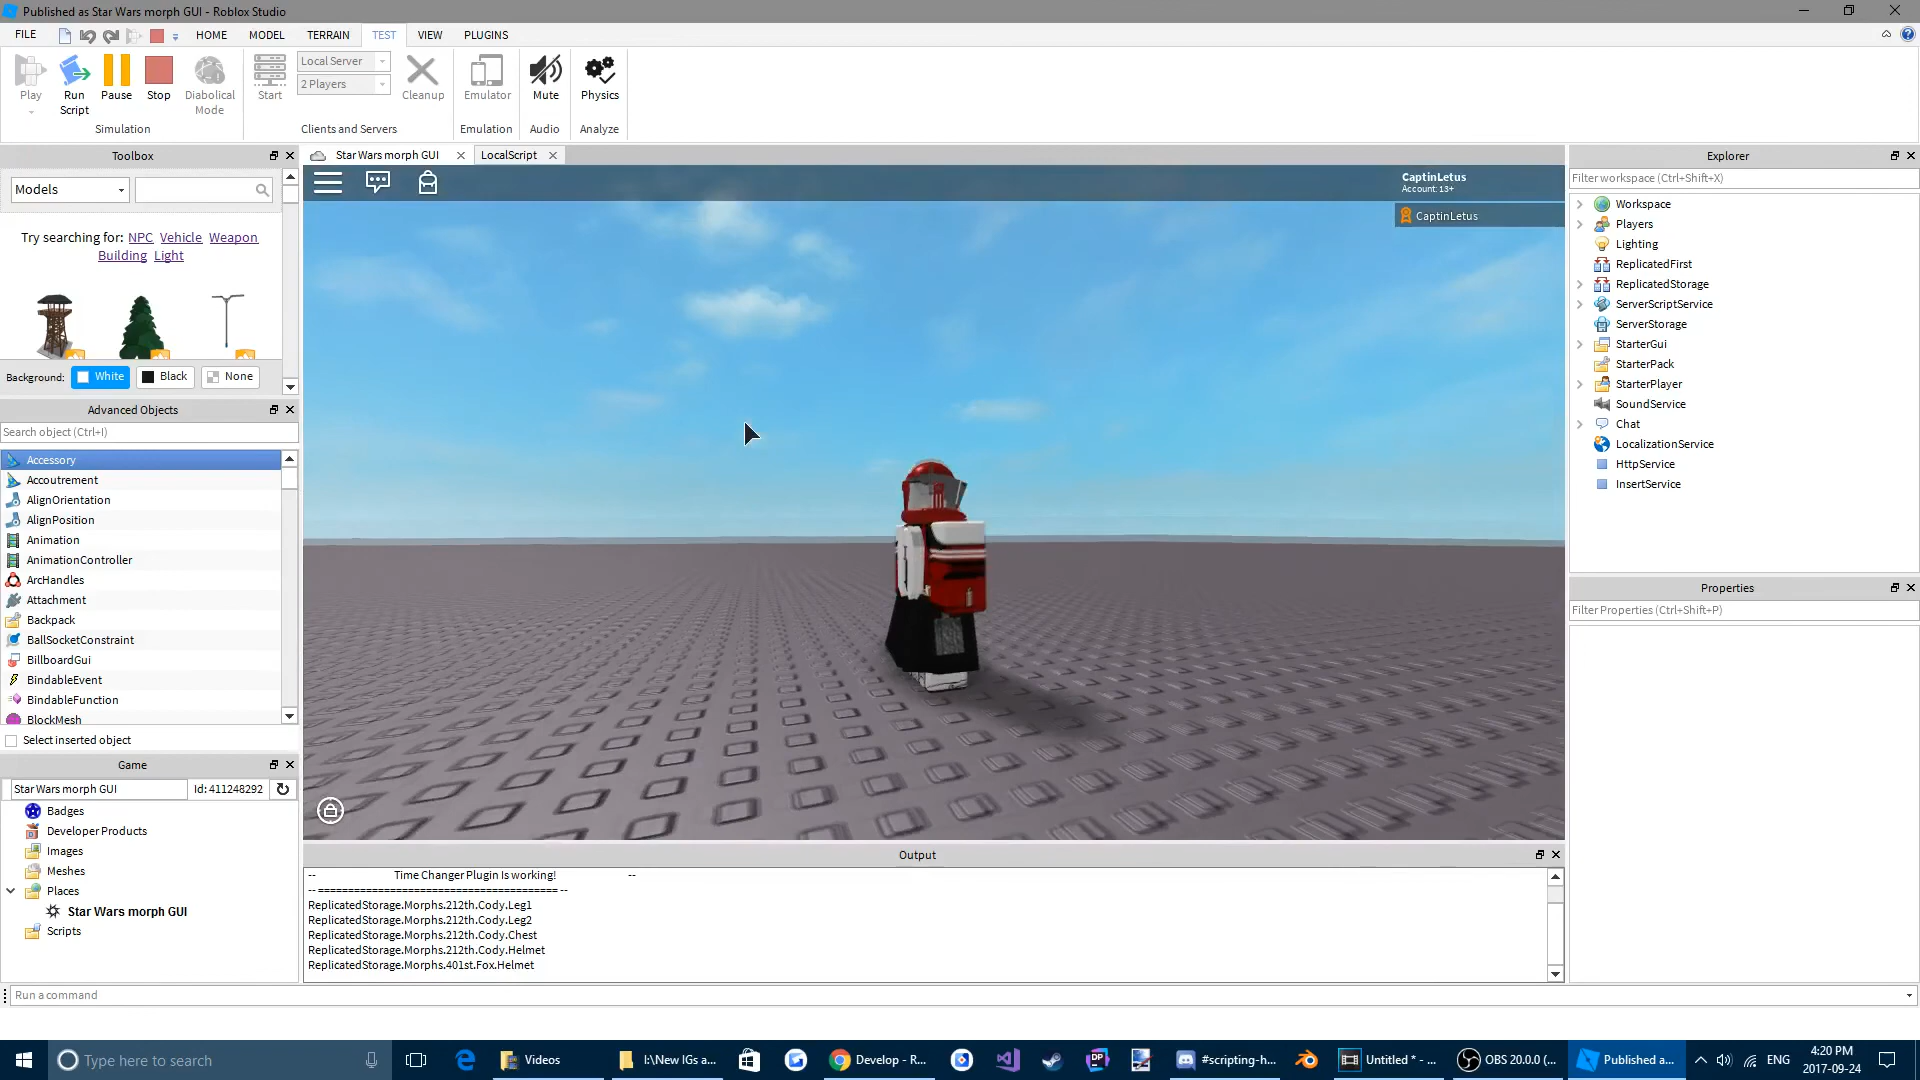 Published as Star Wars morph GUI - Roblox Studio
FILE
HOME
MODEL
TERRAIN
TEST
VIEW
PLUGINS
Play
Run Script
Pause
Stop
Diabolical Mode
Simulation
Start
Local Server
2 Players
Cleanup
Clients and Servers
Emulator
Emulation
Mute
Audio
Physics
Analyze
Toolbox
Models
Try searching for: NPC Vehicle Weapon
Building Light
Background: White Black None
Advanced Objects
Search object (Ctrl+I)
Accessory
Accoutrement
AlignOrientation
AlignPosition
Animation
AnimationController
ArcHandles
Attachment
Backpack
BallSocketConstraint
BillboardGui
BindableEvent
BindableFunction
BlockMesh
Select inserted object
Game
Star Wars morph GUI Id: 411248292
Badges
Developer Products
Images
Meshes
Places
Star Wars morph GUI
Scripts
Star Wars morph GUI
LocalScript
CaptinLetus
Account: 13+
CaptinLetus
Output
-- Time Changer Plugin Is working! --
-- ======================================== --
ReplicatedStorage.Morphs.212th.Cody.Leg1
ReplicatedStorage.Morphs.212th.Cody.Leg2
ReplicatedStorage.Morphs.212th.Cody.Chest
ReplicatedStorage.Morphs.212th.Cody.Helmet
ReplicatedStorage.Morphs.401st.Fox.Helmet
Explorer
Filter workspace (Ctrl+Shift+X)
Workspace
Players
Lighting
ReplicatedFirst
ReplicatedStorage
ServerScriptService
ServerStorage
StarterGui
StarterPack
StarterPlayer
SoundService
Chat
LocalizationService
HttpService
InsertService
Properties
Filter Properties (Ctrl+Shift+P)
Run a command
Type here to search
Videos
I:\New IGs a...
Develop - R...
DP
#scripting-h...
Untitled * - ...
OBS 20.0.0 (...
Published a...
ENG
4:20 PM
2017-09-24